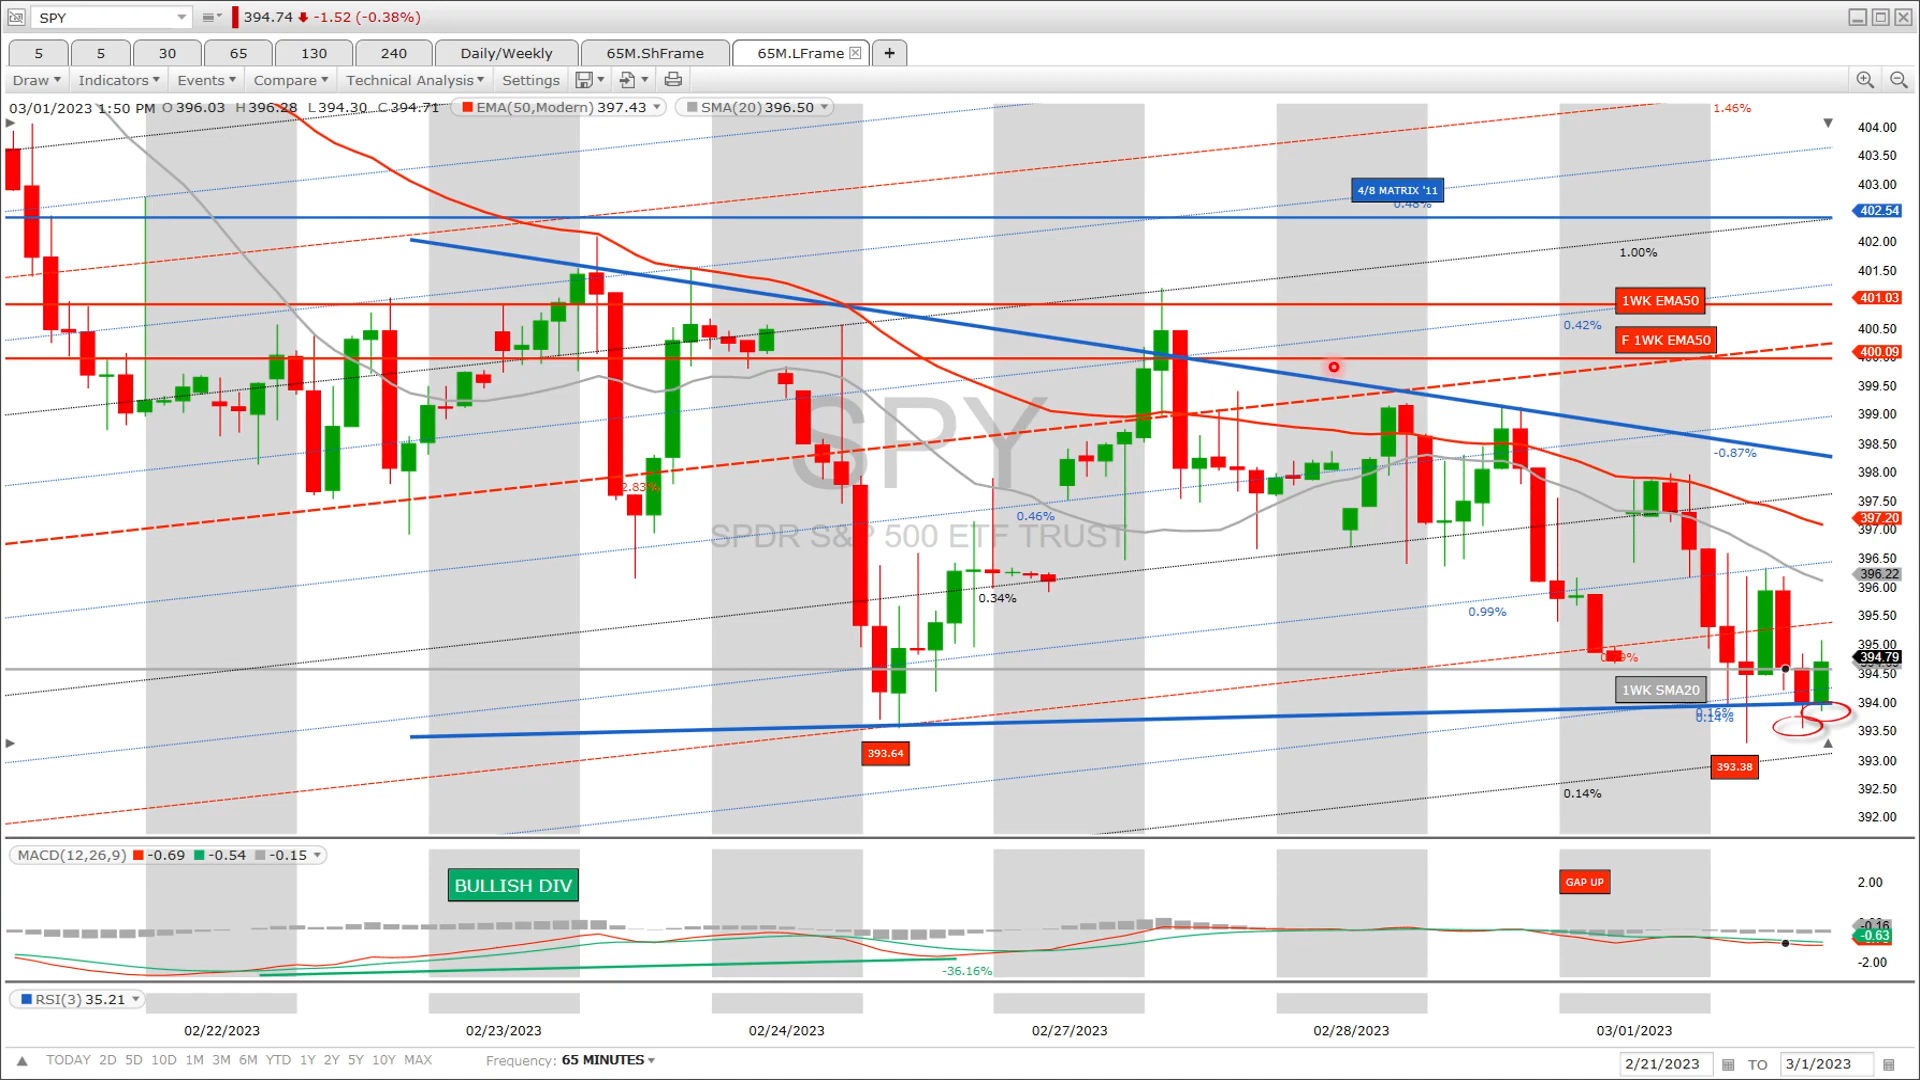 SPY 394.74 -1.52 (-0.38%)
5 5 30 65 130 240 Daily/Weekly 65M.ShFrame 65M.LFrame +
Draw Indicators Events Compare Technical Analysis Settings
03/01/2023 1:50 PM O 396.03 H 396.28 L 394.30 C 394.71 EMA(50,Modern) 397.43 SMA(20) 396.50
1.46%
404.00
403.50
4/8 MATRIX '11
403.00
0.48%
402.54
402.00
1.00%
401.50
1WK EMA50
401.03
0.42%
400.50
F 1WK EMA50
400.09
399.50
SPY
399.00
398.50
-0.87%
398.00
2.83%
397.50
0.46%
397.20
397.00
SPDR S&P 500 ETF TRUST
396.50
396.22
396.00
0.34%
0.99%
395.50
395.00
394.79
394.50
1WK SMA20
394.00
0.16%
0.14%
393.50
393.64
393.38
393.00
0.14%
392.50
392.00
MACD(12,26,9) -0.69 -0.54 -0.15
BULLISH DIV
GAP UP
2.00
-0.16
-0.63
-2.00
-36.16%
RSI(3) 35.21
02/22/2023 02/23/2023 02/24/2023 02/27/2023 02/28/2023 03/01/2023
TODAY 2D 5D 10D 1M 3M 6M YTD 1Y 2Y 5Y 10Y MAX Frequency: 65 MINUTES 2/21/2023 TO 3/1/2023